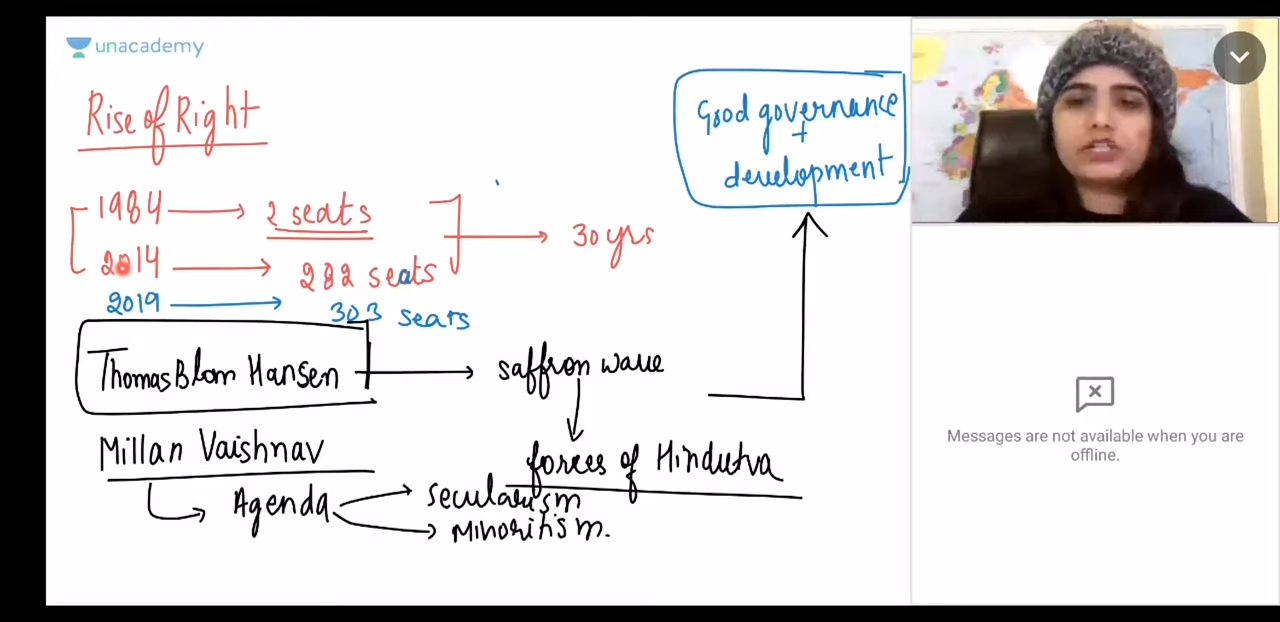 unacademy
Rise of Right
1984 → 2 seats
2014 → 282 seats
30 yrs
2019 → 303 seats
Good governance
+
development
Thomas Blom Hansen → saffron wave
forces of Hindutva
Millan Vaishnav
Agenda
secularism
Minoritism.
Messages are not available when you are
offline.